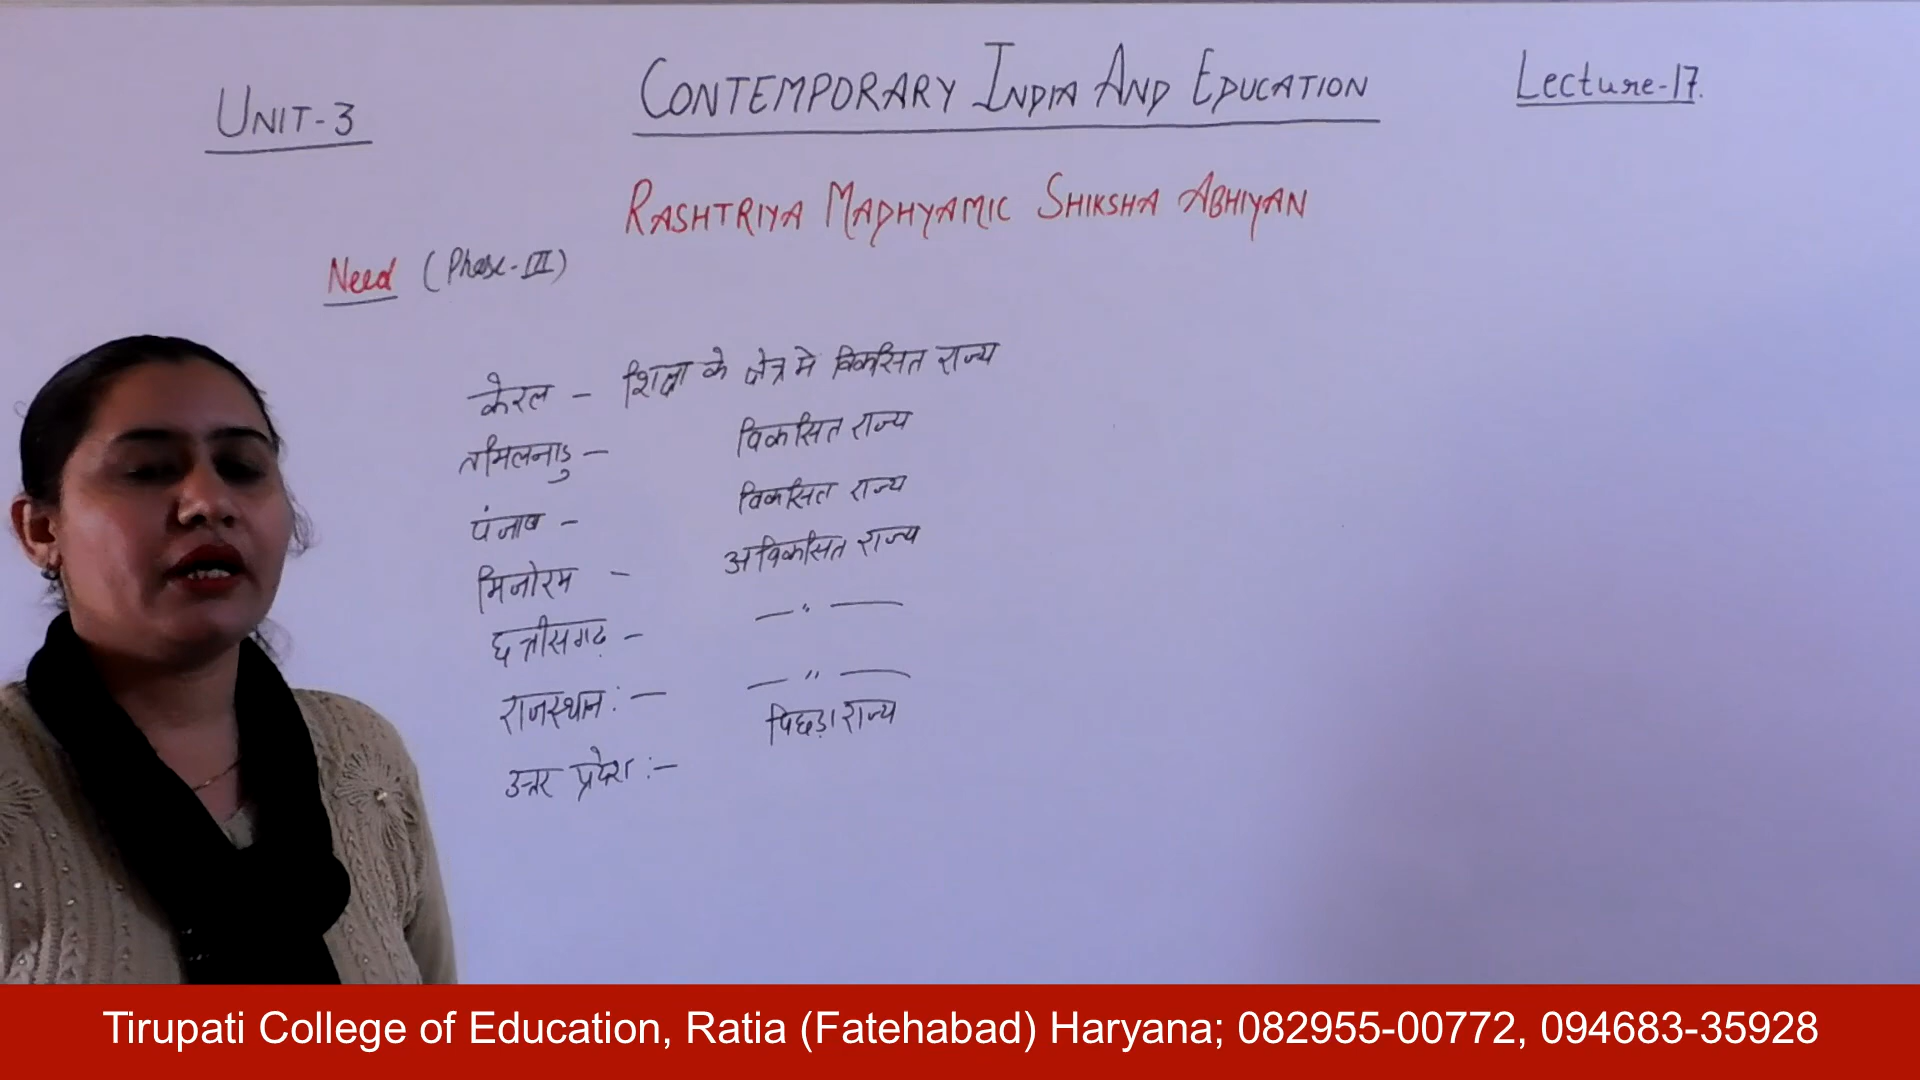 UNIT-3
CONTEMPORARY INDIA AND EDUCATION
Lecture-17.
RASHTRIYA MADHYAMIC SHIKSHA ABHIYAN
Need (Phase-III)
केरल – शिक्षा के क्षेत्र मे विकसित राज्य
तमिलनाडु – विकसित राज्य
पंजाब – विकसित राज्य
मिजोरम – अविकसित राज्य
छत्तीसगढ़ – —"—
राजस्थान :— —"—
उत्तर प्रदेश :— पिछड़ा राज्य
Tirupati College of Education, Ratia (Fatehabad) Haryana; 082955-00772, 094683-35928